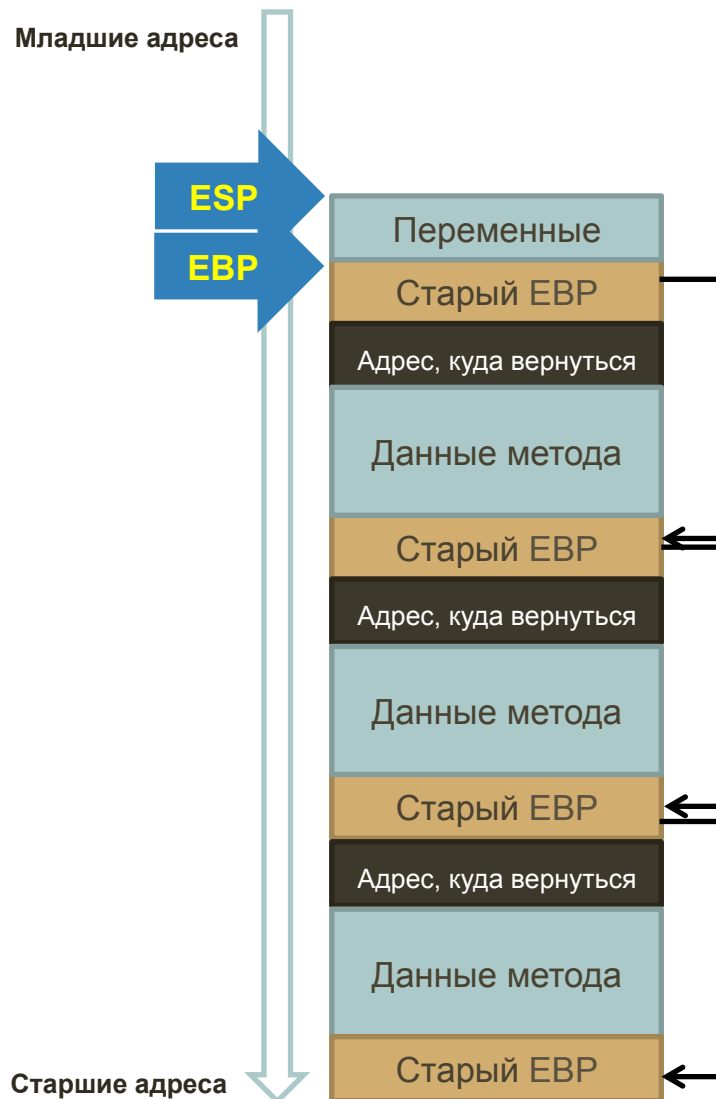 Младшие адреса
ESP
Переменные
EBP
Старый EBP
Адрес, куда вернуться
Данные метода
Старый EBP
Адрес, куда вернуться
Данные метода
Старый EBP
Адрес, куда вернуться
Данные метода
Старый EBP
Старшие адреса